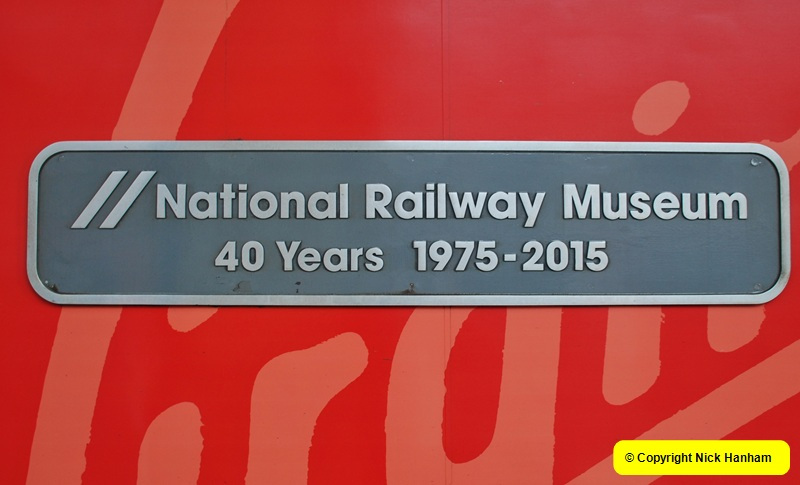 National Railway Museum
40 Years 1975-2015
© Copyright Nick Hanham